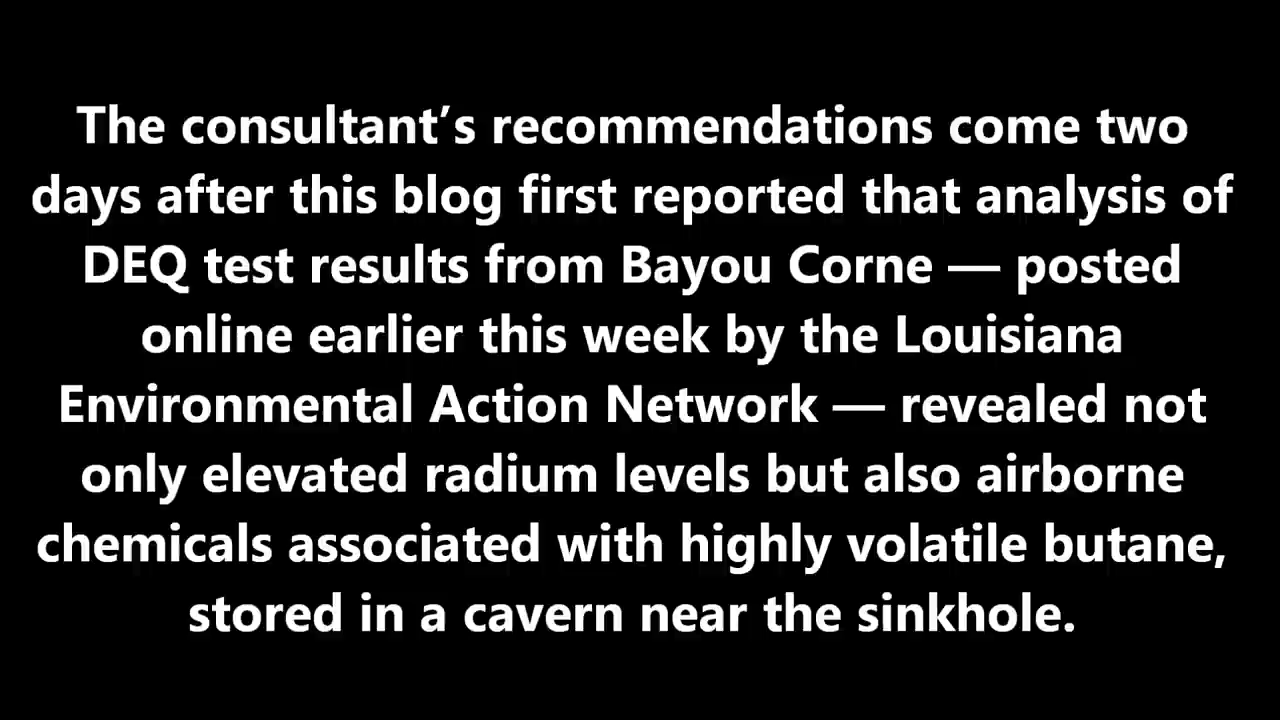 The consultant’s recommendations come two
days after this blog first reported that analysis of
DEQ test results from Bayou Corne — posted
online earlier this week by the Louisiana
Environmental Action Network — revealed not
only elevated radium levels but also airborne
chemicals associated with highly volatile butane,
stored in a cavern near the sinkhole.